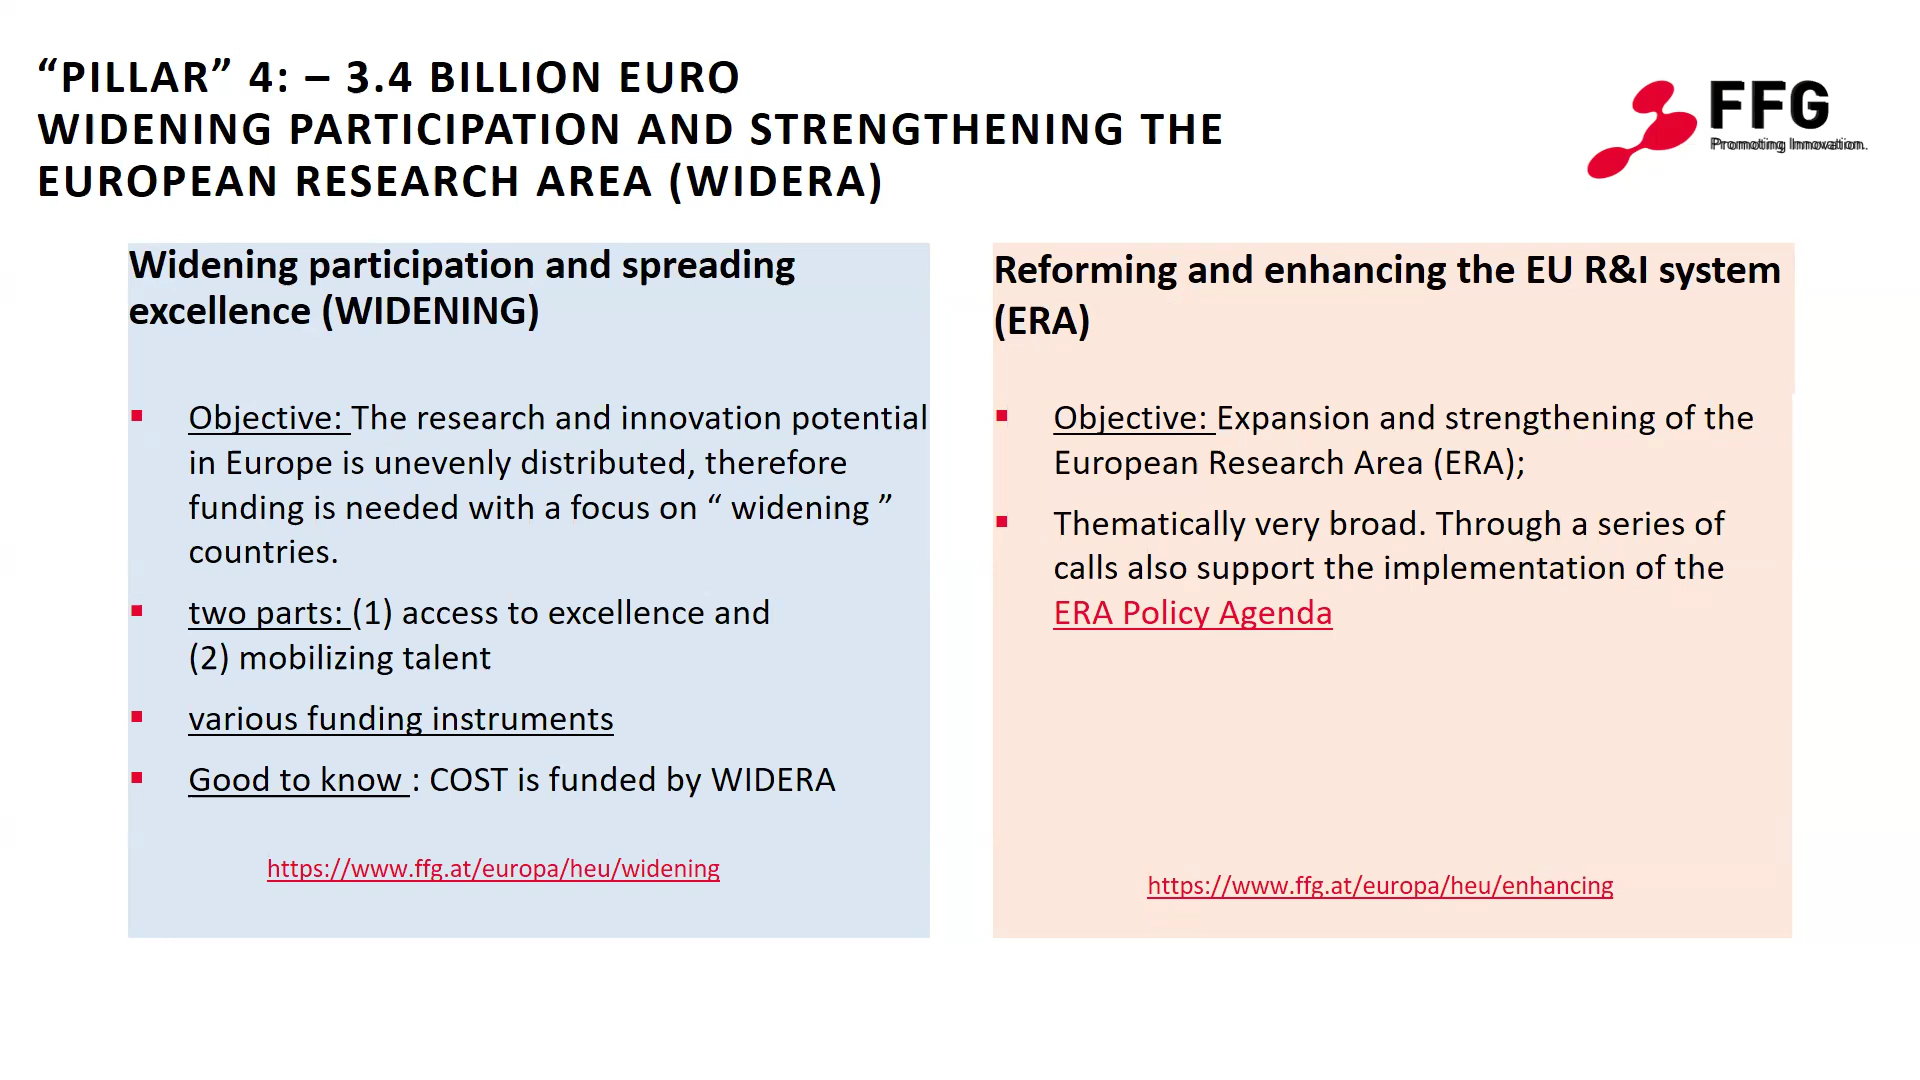 “PILLAR” 4: – 3.4 BILLION EURO
WIDENING PARTICIPATION AND STRENGTHENING THE
EUROPEAN RESEARCH AREA (WIDERA)
FFG
Promoting Innovation.
Widening participation and spreading
excellence (WIDENING)
▪ Objective: The research and innovation potential
in Europe is unevenly distributed, therefore
funding is needed with a focus on “ widening ”
countries.
▪ two parts: (1) access to excellence and
(2) mobilizing talent
▪ various funding instruments
▪ Good to know : COST is funded by WIDERA
https://www.ffg.at/europa/heu/widening
Reforming and enhancing the EU R&I system
(ERA)
▪ Objective: Expansion and strengthening of the
European Research Area (ERA);
▪ Thematically very broad. Through a series of
calls also support the implementation of the
ERA Policy Agenda
https://www.ffg.at/europa/heu/enhancing